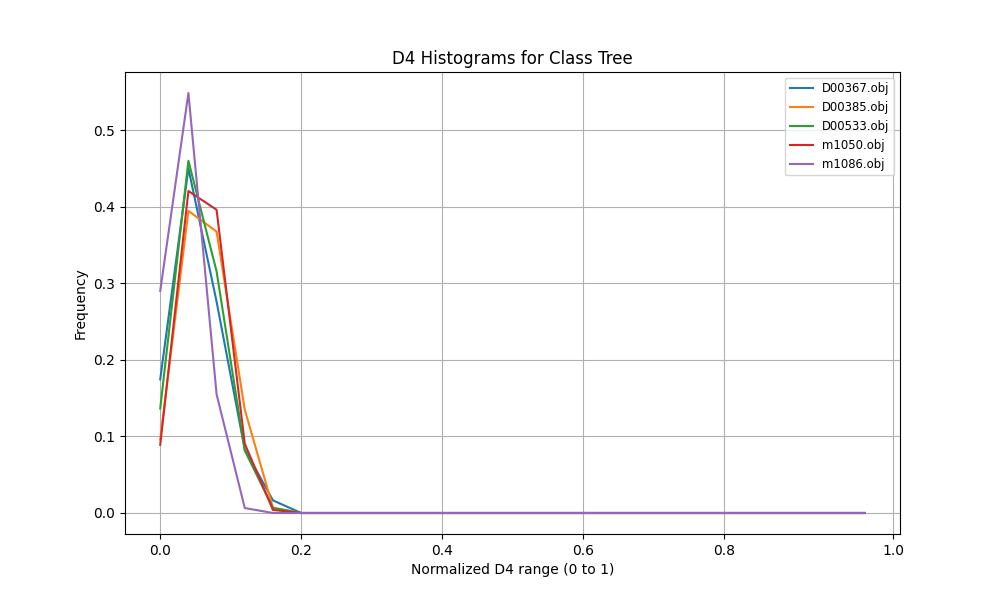 D4 Histograms for Class Tree
D00367.obj
D00385.obj
D00533.obj
m1050.obj
m1086.obj
Frequency
0.5
0.4
0.3
0.2
0.1
0.0
0.0 0.2 0.4 0.6 0.8 1.0
Normalized D4 range (0 to 1)